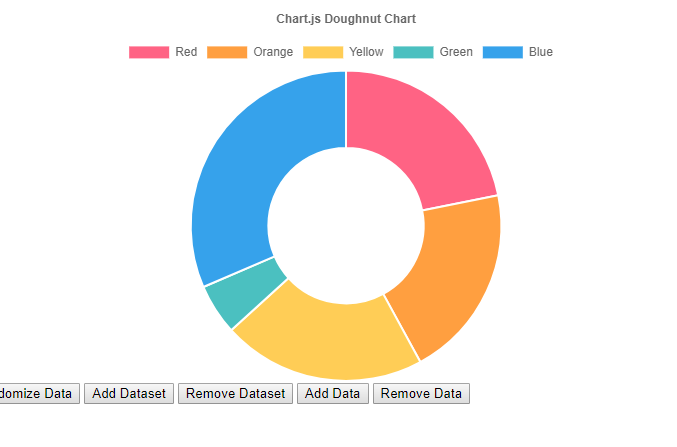 Chart.js Doughnut Chart
Red Orange Yellow Green Blue
domize Data Add Dataset Remove Dataset Add Data Remove Data